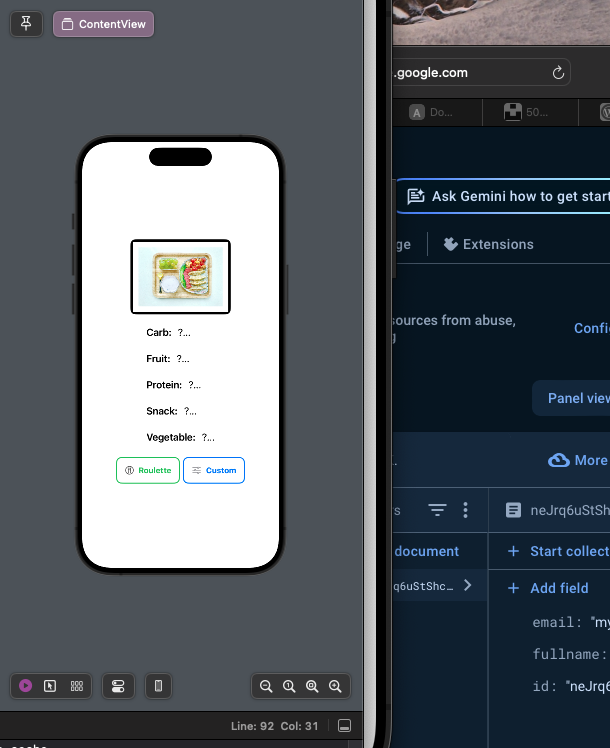 ContentView
Carb: ?...
Fruit: ?...
Protein: ?...
Snack: ?...
Vegetable: ?...
Roulette
Custom
Line: 92 Col: 31
.google.com
A Do...
50...
Ask Gemini how to get start
ge
Extensions
sources from abuse,
g
Confi
Panel view
More
rs
neJrq6uStSh
document
+ Start collect
q6uStShc...
+ Add field
email: "my
fullname:
id: "neJrq6